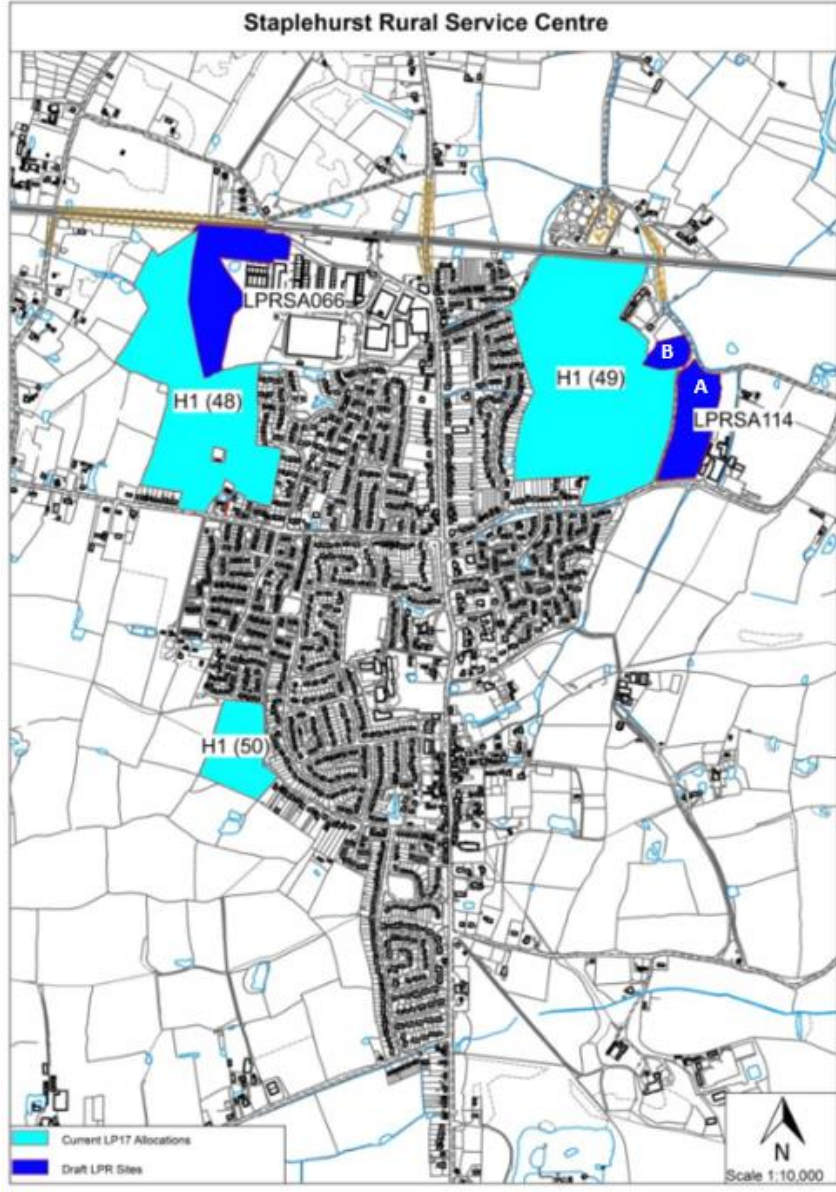 Staplehurst Rural Service Centre
LPRSA066
B
H1 (49)
A
H1 (48)
LPRSA114
H1 (50)
Current LP17 Allocations
Draft LPR Sites
N
Scale 1:10,000